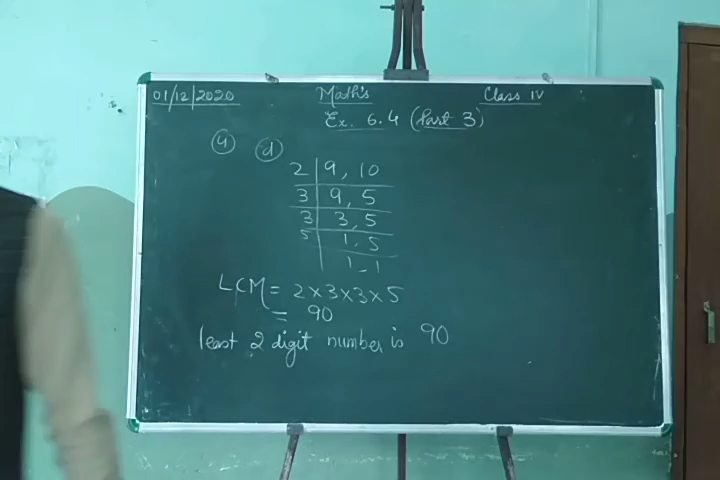 01/12/2020 Maths Class IV
Ex. 6.4 (Part 3)
4 d
2 | 9, 10
3 | 9, 5
3 | 3, 5
5 | 1, 5
1, 1
LCM = 2×3×3×5
= 90
least 2 digit number is 90